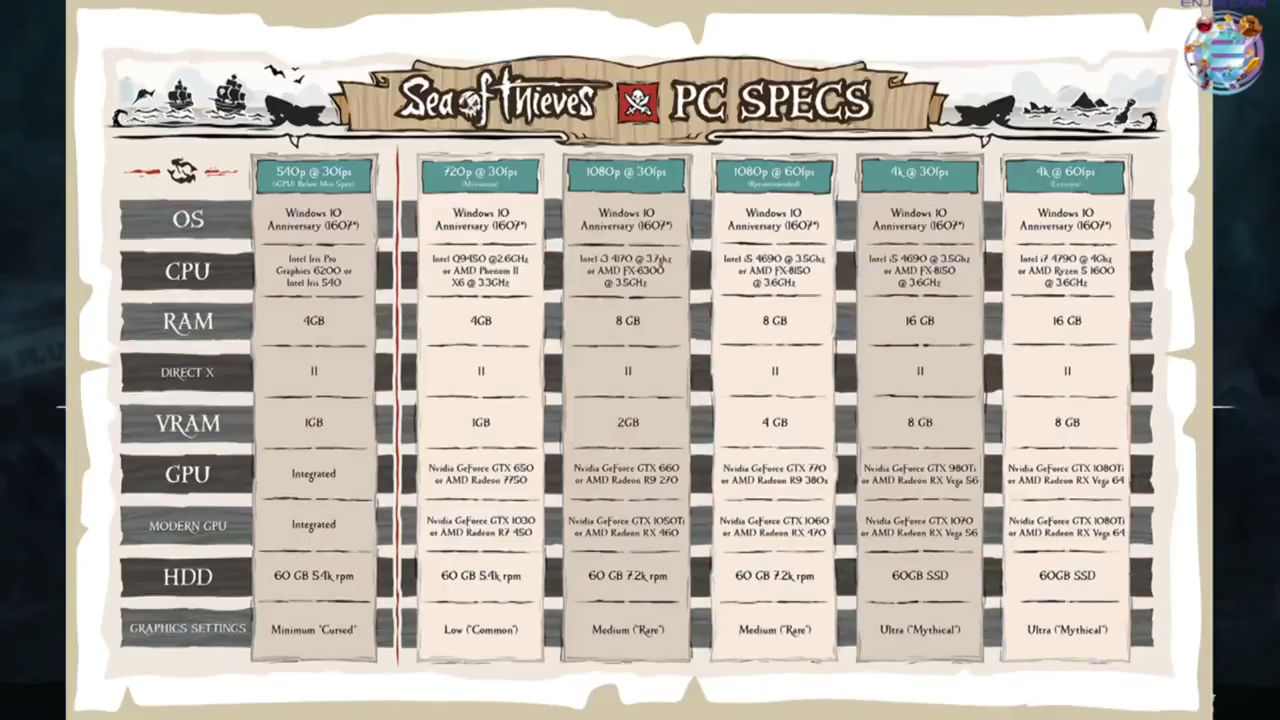 ENJIN COIN
Sea of Thieves PC SPECS
540p @ 30fps
(iGPU) Below Min Spec)
720p @ 30fps
(Minimum)
1080p @ 30fps
1080p @ 60fps
(Recommended)
4k @ 30fps
4k @ 60fps
(Extreme)
OS
Windows 10
Anniversary (1607*)
Windows 10
Anniversary (1607*)
Windows 10
Anniversary (1607*)
Windows 10
Anniversary (1607*)
Windows 10
Anniversary (1607*)
Windows 10
Anniversary (1607*)
CPU
Intel Iris Pro
Graphics 6200 or
Intel Iris 540
Intel Q9450 @2.6GHz
or AMD Phenom II
X6 @ 3.3GHz
Intel i3 4170 @ 3.7ghz
or AMD FX-6300
@ 3.5GHz
Intel i5 4690 @ 3.5Ghz
or AMD FX-8150
@ 3.6GHz
Intel i5 4690 @ 3.5Ghz
or AMD FX-8150
@ 3.6GHz
Intel i7 4790 @ 4Ghz
or AMD Ryzen 5 1600
@ 3.6GHz
RAM
4GB
4GB
8 GB
8 GB
16 GB
16 GB
DIRECT X
11
11
11
11
11
11
VRAM
1GB
1GB
2GB
4 GB
8 GB
8 GB
GPU
Integrated
Nvidia GeForce GTX 650
or AMD Radeon 7750
Nvidia GeForce GTX 660
or AMD Radeon R9 270
Nvidia GeForce GTX 770
or AMD Radeon R9 380x
Nvidia GeForce GTX 980Ti
or AMD Radeon RX Vega 56
Nvidia GeForce GTX 1080Ti
or AMD Radeon RX Vega 64
MODERN GPU
Integrated
Nvidia GeForce GTX 1030
or AMD Radeon R7 450
Nvidia GeForce GTX 1050Ti
or AMD Radeon RX 460
Nvidia GeForce GTX 1060
or AMD Radeon RX 470
Nvidia GeForce GTX 1070
or AMD Radeon RX Vega 56
Nvidia GeForce GTX 1080Ti
or AMD Radeon RX Vega 64
HDD
60 GB 5.4k rpm
60 GB 5.4k rpm
60 GB 7.2k rpm
60 GB 7.2k rpm
60GB SSD
60GB SSD
GRAPHICS SETTINGS
Minimum "Cursed"
Low ("Common")
Medium ("Rare")
Medium ("Rare")
Ultra ("Mythical")
Ultra ("Mythical")